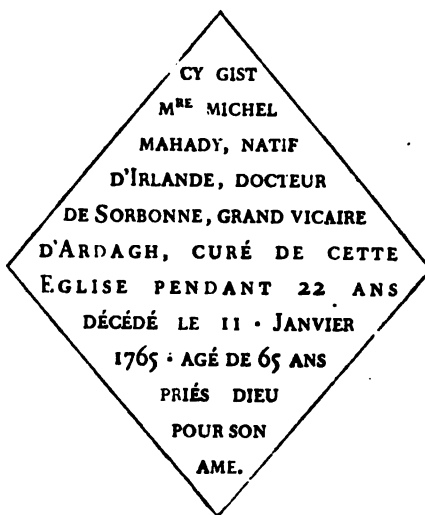 CY GIST
MRE MICHEL
MAHADY, NATIF
D'IRLANDE, DOCTEUR
DE SORBONNE, GRAND VICAIRE
D'ARDAGH, CURÉ DE CETTE
EGLISE PENDANT 22 ANS
DÉCÉDÉ LE 11 · JANVIER
1765 : AGÉ DE 65 ANS
PRIÉS DIEU
POUR SON
AME.